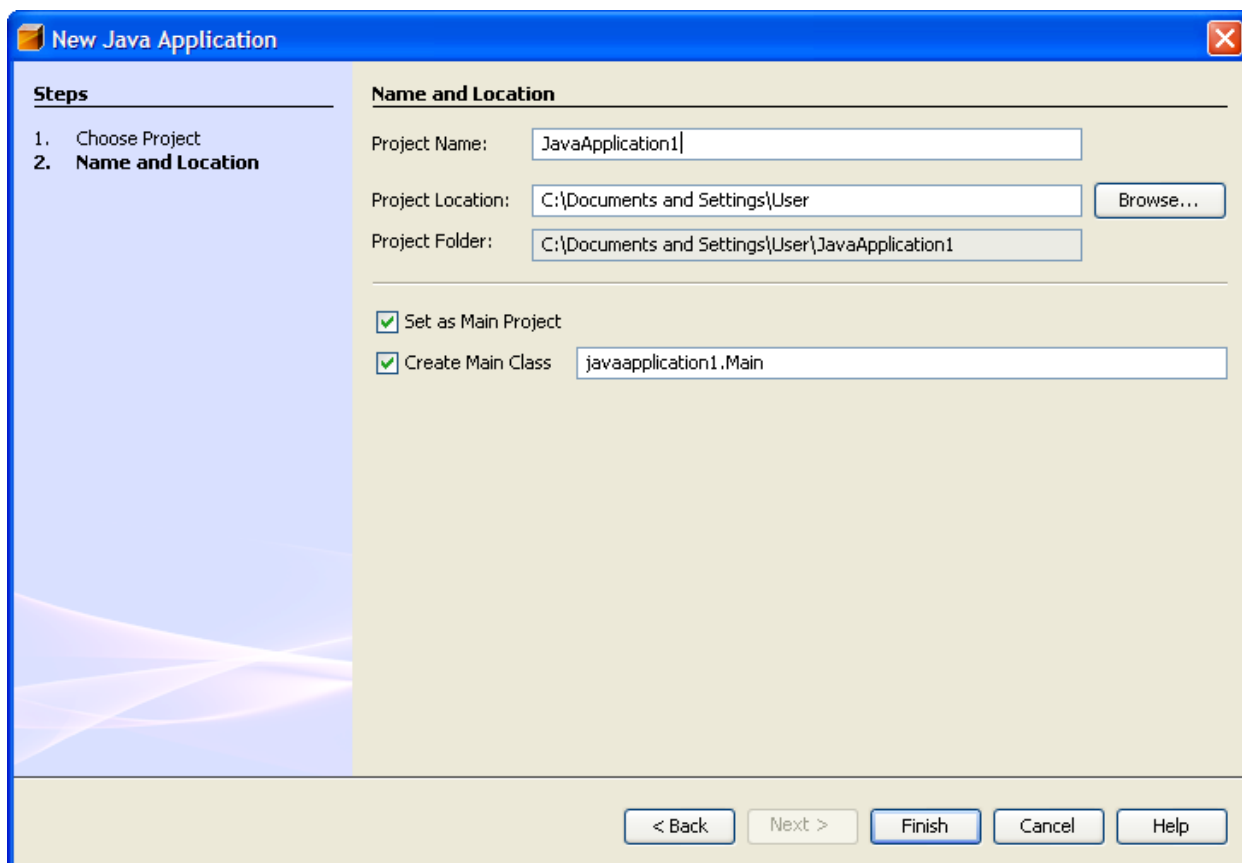 New Java Application
Steps
1. Choose Project
2. Name and Location
Name and Location
Project Name: JavaApplication1
Project Location: C:\Documents and Settings\User Browse...
Project Folder: C:\Documents and Settings\User\JavaApplication1
Set as Main Project
Create Main Class javaapplication1.Main
< Back Next > Finish Cancel Help